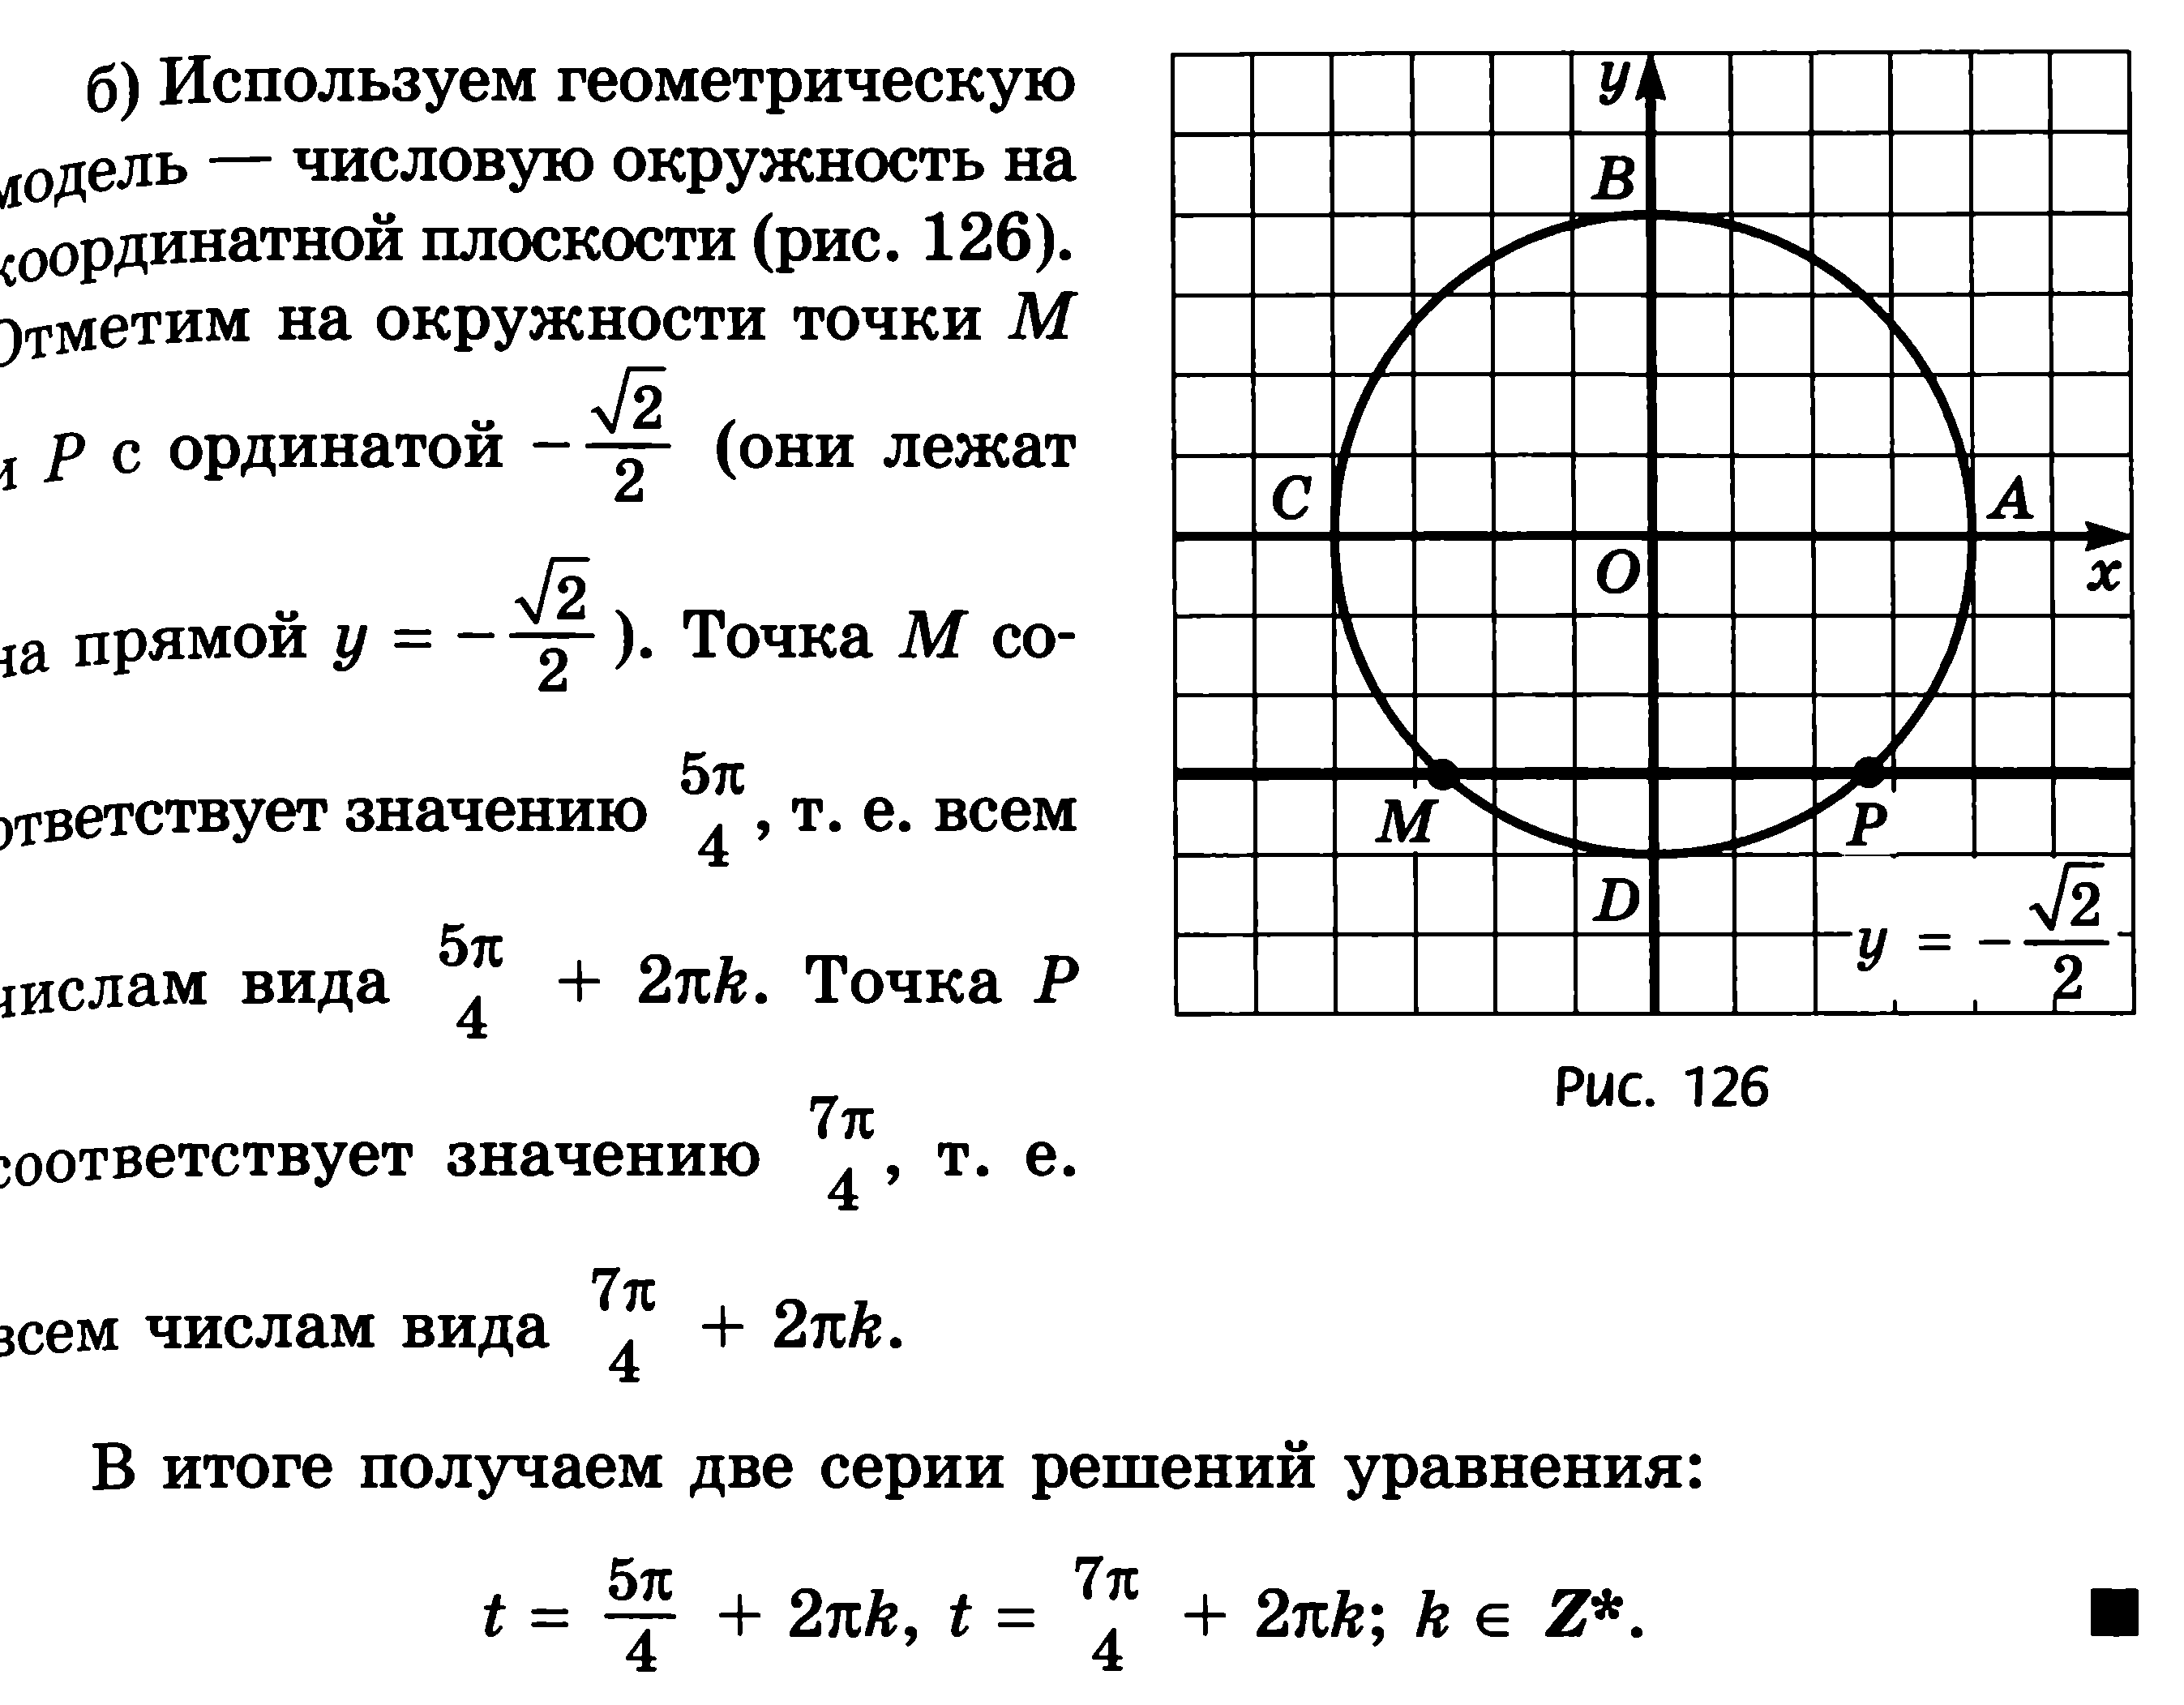 б) Используем геометрическую
модель — числовую окружность на
координатной плоскости (рис. 126).
Отметим на окружности точки M
и P с ординатой −√2/2 (они лежат
на прямой y = −√2/2). Точка M со-
ответствует значению 5π/4, т. е. всем
числам вида 5π/4 + 2πk. Точка P
соответствует значению 7π/4, т. е.
всем числам вида 7π/4 + 2πk.
В итоге получаем две серии решений уравнения:
t = 5π/4 + 2πk, t = 7π/4 + 2πk; k ∈ Z*.
y
B
C
A
O
x
M
P
D
y = −√2/2
Рис. 126